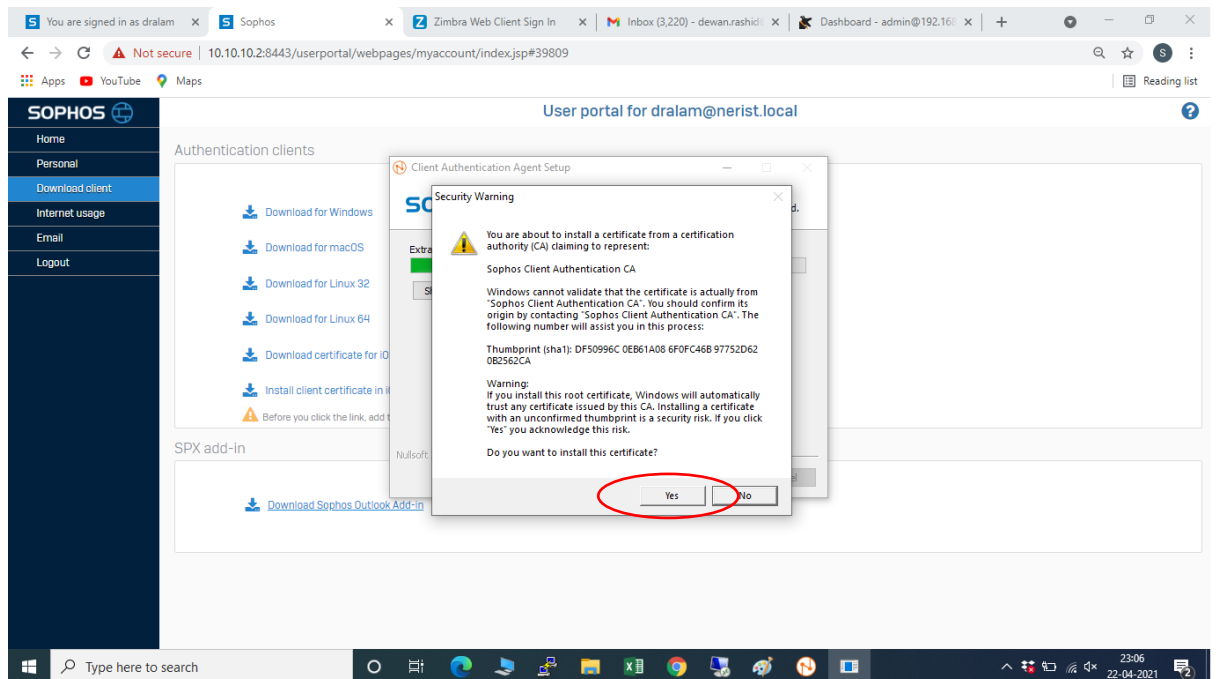 You are signed in as dralam
Sophos
Zimbra Web Client Sign In
Inbox (3,220) - dewan.rashid
Dashboard - admin@192.168
Not secure
10.10.10.2:8443/userportal/webpages/myaccount/index.jsp#39809
S
Apps
YouTube
Maps
Reading list
SOPHOS
User portal for dralam@nerist.local
Home
Personal
Download client
Internet usage
Email
Logout
Authentication clients
Download for Windows
Download for macOS
Download for Linux 32
Download for Linux 64
Download certificate for iO
Install client certificate in i
Before you click the link, add t
SPX add-in
Download Sophos Outlook Add-in
Client Authentication Agent Setup
SO
d.
Extra
S
Nullsoft
Security Warning
You are about to install a certificate from a certification
authority (CA) claiming to represent:
Sophos Client Authentication CA
Windows cannot validate that the certificate is actually from
"Sophos Client Authentication CA". You should confirm its
origin by contacting "Sophos Client Authentication CA". The
following number will assist you in this process:
Thumbprint (sha1): DF50996C 0EB61A08 6F0FC46B 97752D62
0B2562CA
Warning:
If you install this root certificate, Windows will automatically
trust any certificate issued by this CA. Installing a certificate
with an unconfirmed thumbprint is a security risk. If you click
"Yes" you acknowledge this risk.
Do you want to install this certificate?
Yes
No
Type here to search
23:06
22-04-2021
2